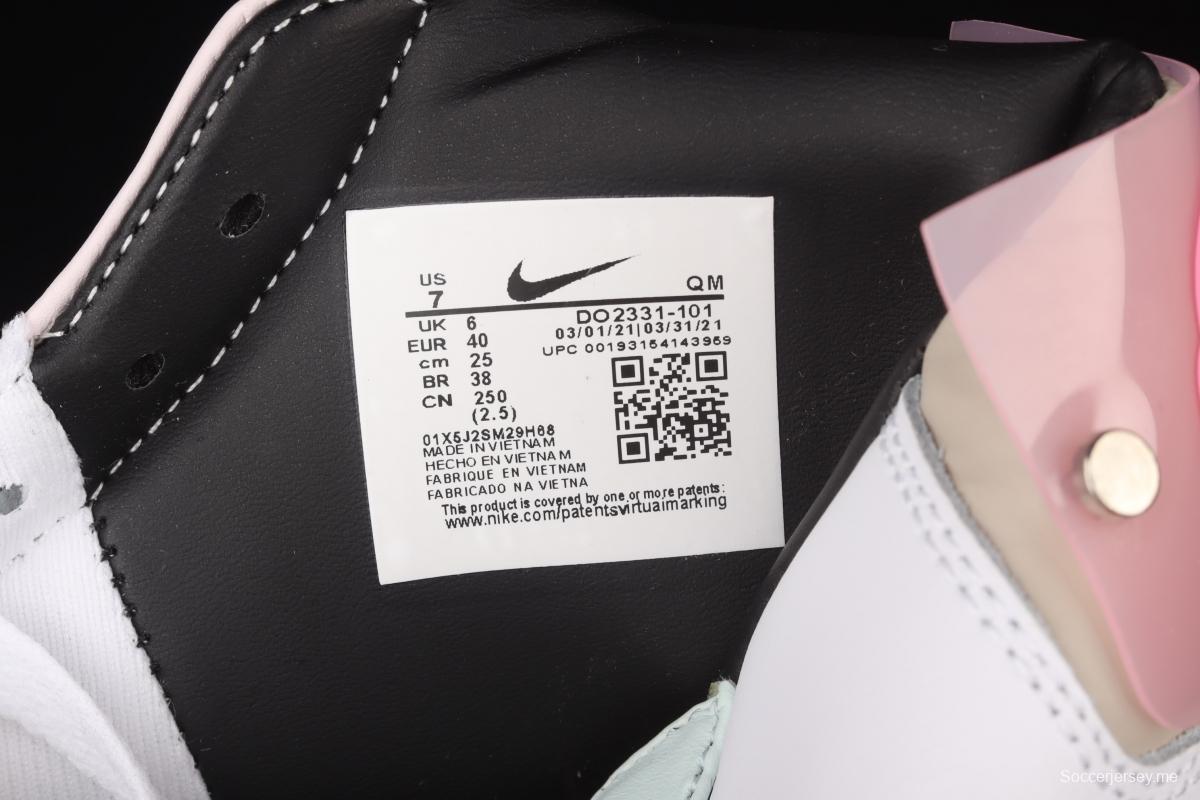 US
7
QM
UK 6
EUR 40
cm 25
BR 38
CN 250
(2.5)
DO2331-101
03/01/21|03/31/21
UPC 00193154143959
01X5J2SM29H68
MADE IN VIETNAM
HECHO EN VIETNAM
FABRIQUE EN VIETNAM
FABRICADO NA VIETNA
This product is covered by one or more patents:
www.nike.com/patentsvirtuaimarking
Soccerjersey.me